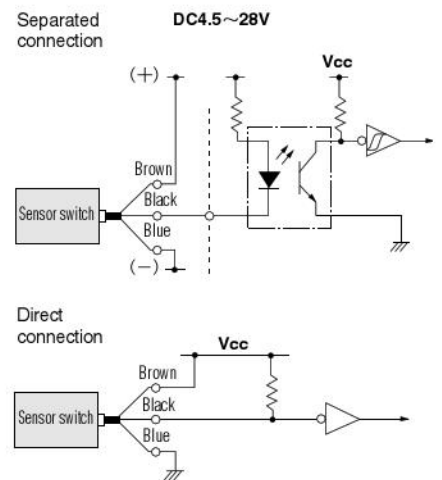 Separated
connection
DC4.5～28V
Vcc
(+)
Brown
Black
Sensor switch
Blue
(−)
Direct
connection
Vcc
Brown
Black
Sensor switch
Blue